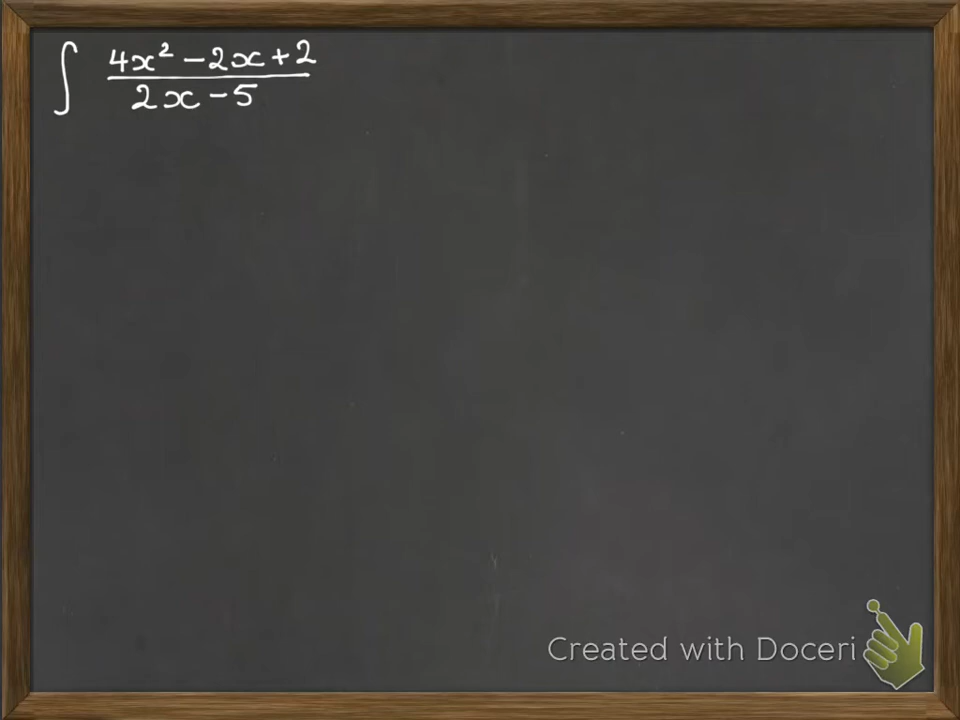 ∫ 4x² - 2x + 2
2x - 5
Created with Doceri